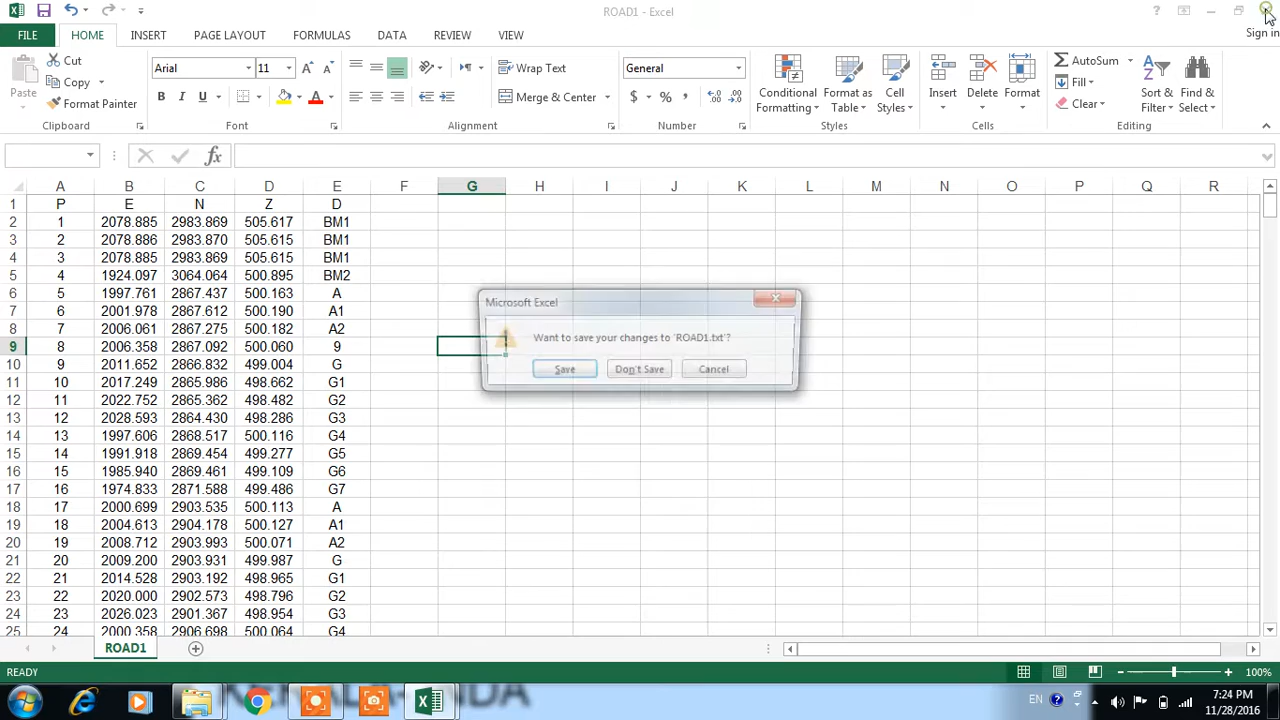 ROAD1 - Excel
Sign in
FILE HOME INSERT PAGE LAYOUT FORMULAS DATA REVIEW VIEW
Paste Cut Copy Format Painter
Arial 11
B I U A
Wrap Text
Merge & Center
General
$ % ,
Conditional Formatting Format as Table Cell Styles
Insert Delete Format
AutoSum Fill Clear
Sort & Filter Find & Select
Clipboard Font Alignment Number Styles Cells Editing
fx
A B C D E F G H I J K L M N O P Q R
1 P E N Z D
2 1 2078.885 2983.869 505.617 BM1
3 2 2078.886 2983.870 505.615 BM1
4 3 2078.885 2983.869 505.615 BM1
5 4 1924.097 3064.064 500.895 BM2
6 5 1997.761 2867.437 500.163 A
7 6 2001.978 2867.612 500.190 A1
8 7 2006.061 2867.275 500.182 A2
9 8 2006.358 2867.092 500.060 9
10 9 2011.652 2866.832 499.004 G
11 10 2017.249 2865.986 498.662 G1
12 11 2022.752 2865.362 498.482 G2
13 12 2028.593 2864.430 498.286 G3
14 13 1997.606 2868.517 500.116 G4
15 14 1991.918 2869.454 499.277 G5
16 15 1985.940 2869.461 499.109 G6
17 16 1974.833 2871.588 499.486 G7
18 17 2000.699 2903.535 500.113 A
19 18 2004.613 2904.178 500.127 A1
20 19 2008.712 2903.993 500.071 A2
21 20 2009.200 2903.931 499.987 G
22 21 2014.528 2903.192 498.965 G1
23 22 2020.000 2902.573 498.796 G2
24 23 2026.023 2901.367 498.954 G3
25 24 2000.358 2906.698 500.064 G4
Microsoft Excel
Want to save your changes to 'ROAD1.txt'?
Save Don't Save Cancel
ROAD1
READY
100%
EN
7:24 PM
11/28/2016